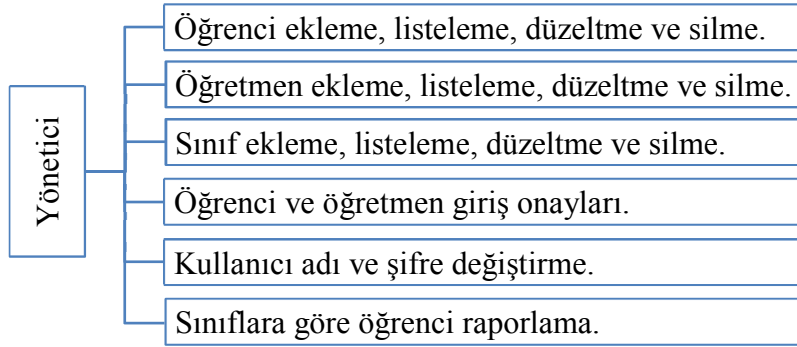 Yönetici
Öğrenci ekleme, listeleme, düzeltme ve silme.
Öğretmen ekleme, listeleme, düzeltme ve silme.
Sınıf ekleme, listeleme, düzeltme ve silme.
Öğrenci ve öğretmen giriş onayları.
Kullanıcı adı ve şifre değiştirme.
Sınıflara göre öğrenci raporlama.